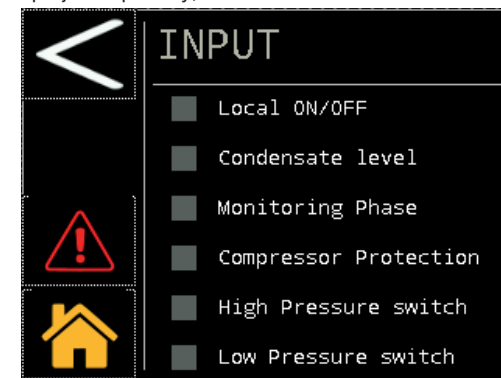 INPUT
Local ON/OFF
Condensate level
Monitoring Phase
Compressor Protection
High Pressure switch
Low Pressure switch